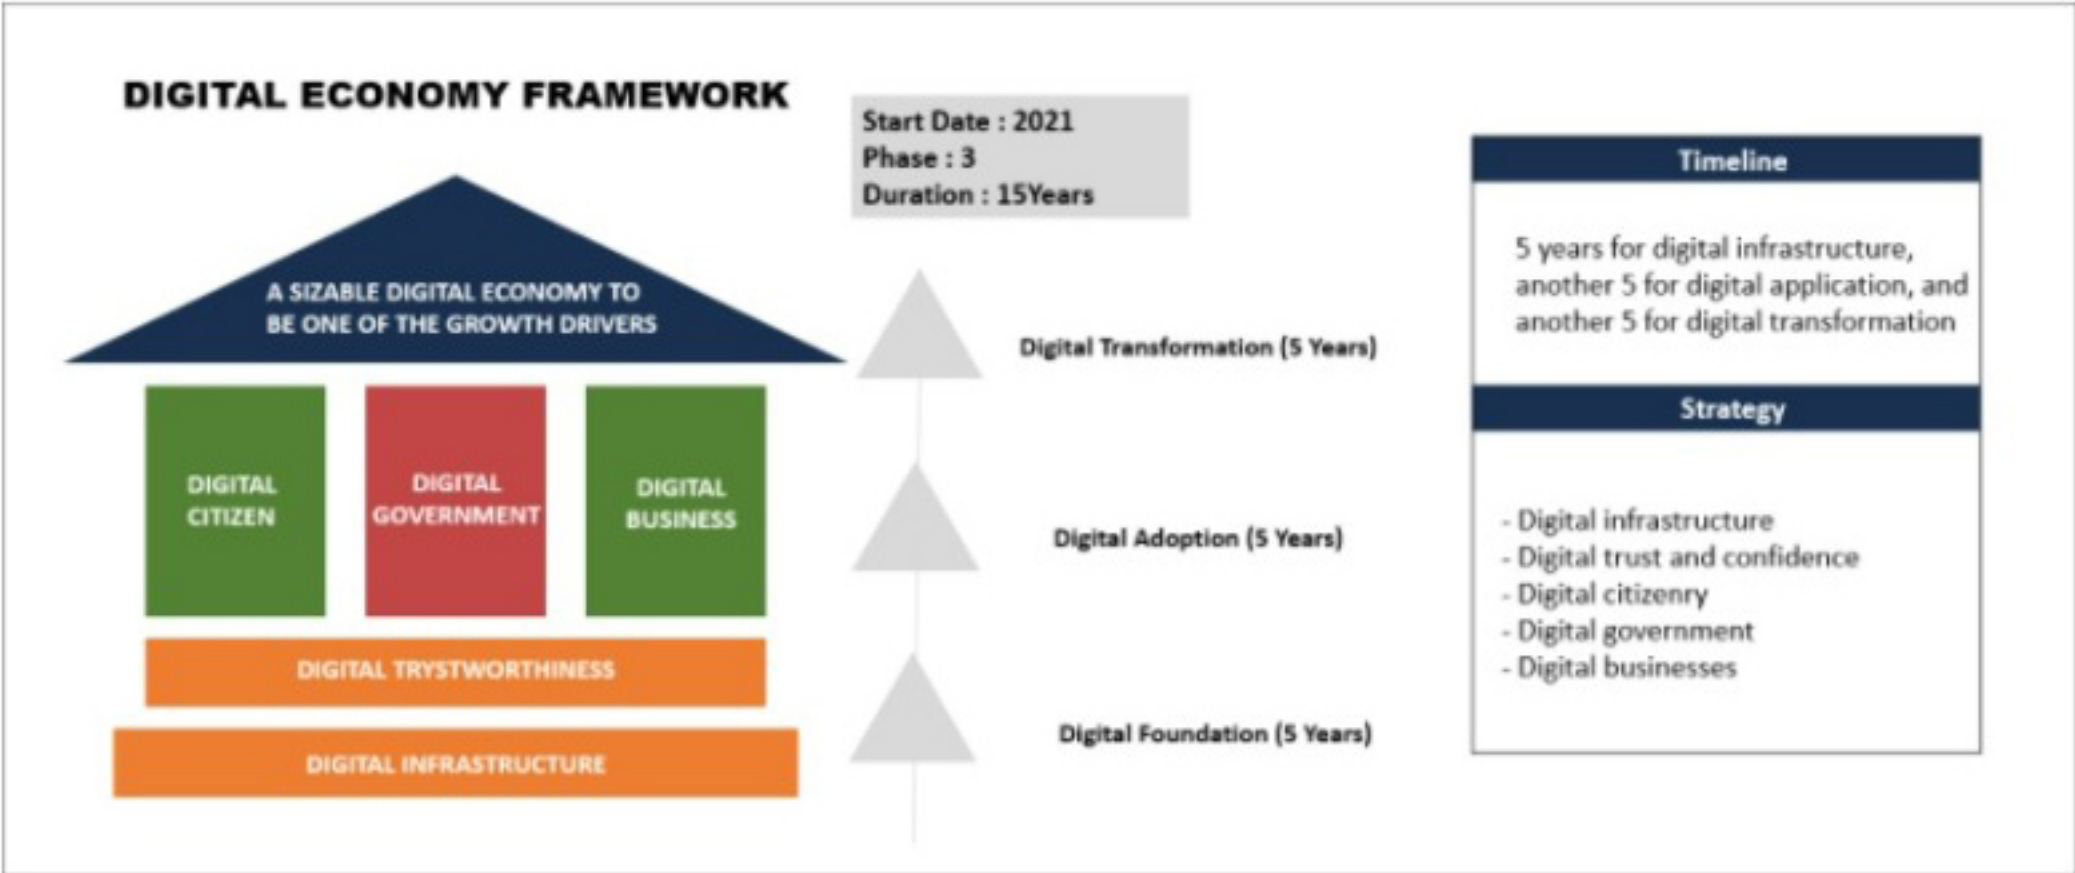 DIGITAL ECONOMY FRAMEWORK
A SIZABLE DIGITAL ECONOMY TO
BE ONE OF THE GROWTH DRIVERS
DIGITAL
CITIZEN
DIGITAL
GOVERNMENT
DIGITAL
BUSINESS
DIGITAL TRYSTWORTHINESS
DIGITAL INFRASTRUCTURE
Start Date : 2021
Phase : 3
Duration : 15Years
Digital Transformation (5 Years)
Digital Adoption (5 Years)
Digital Foundation (5 Years)
Timeline
5 years for digital infrastructure,
another 5 for digital application, and
another 5 for digital transformation
Strategy
- Digital infrastructure
- Digital trust and confidence
- Digital citizenry
- Digital government
- Digital businesses